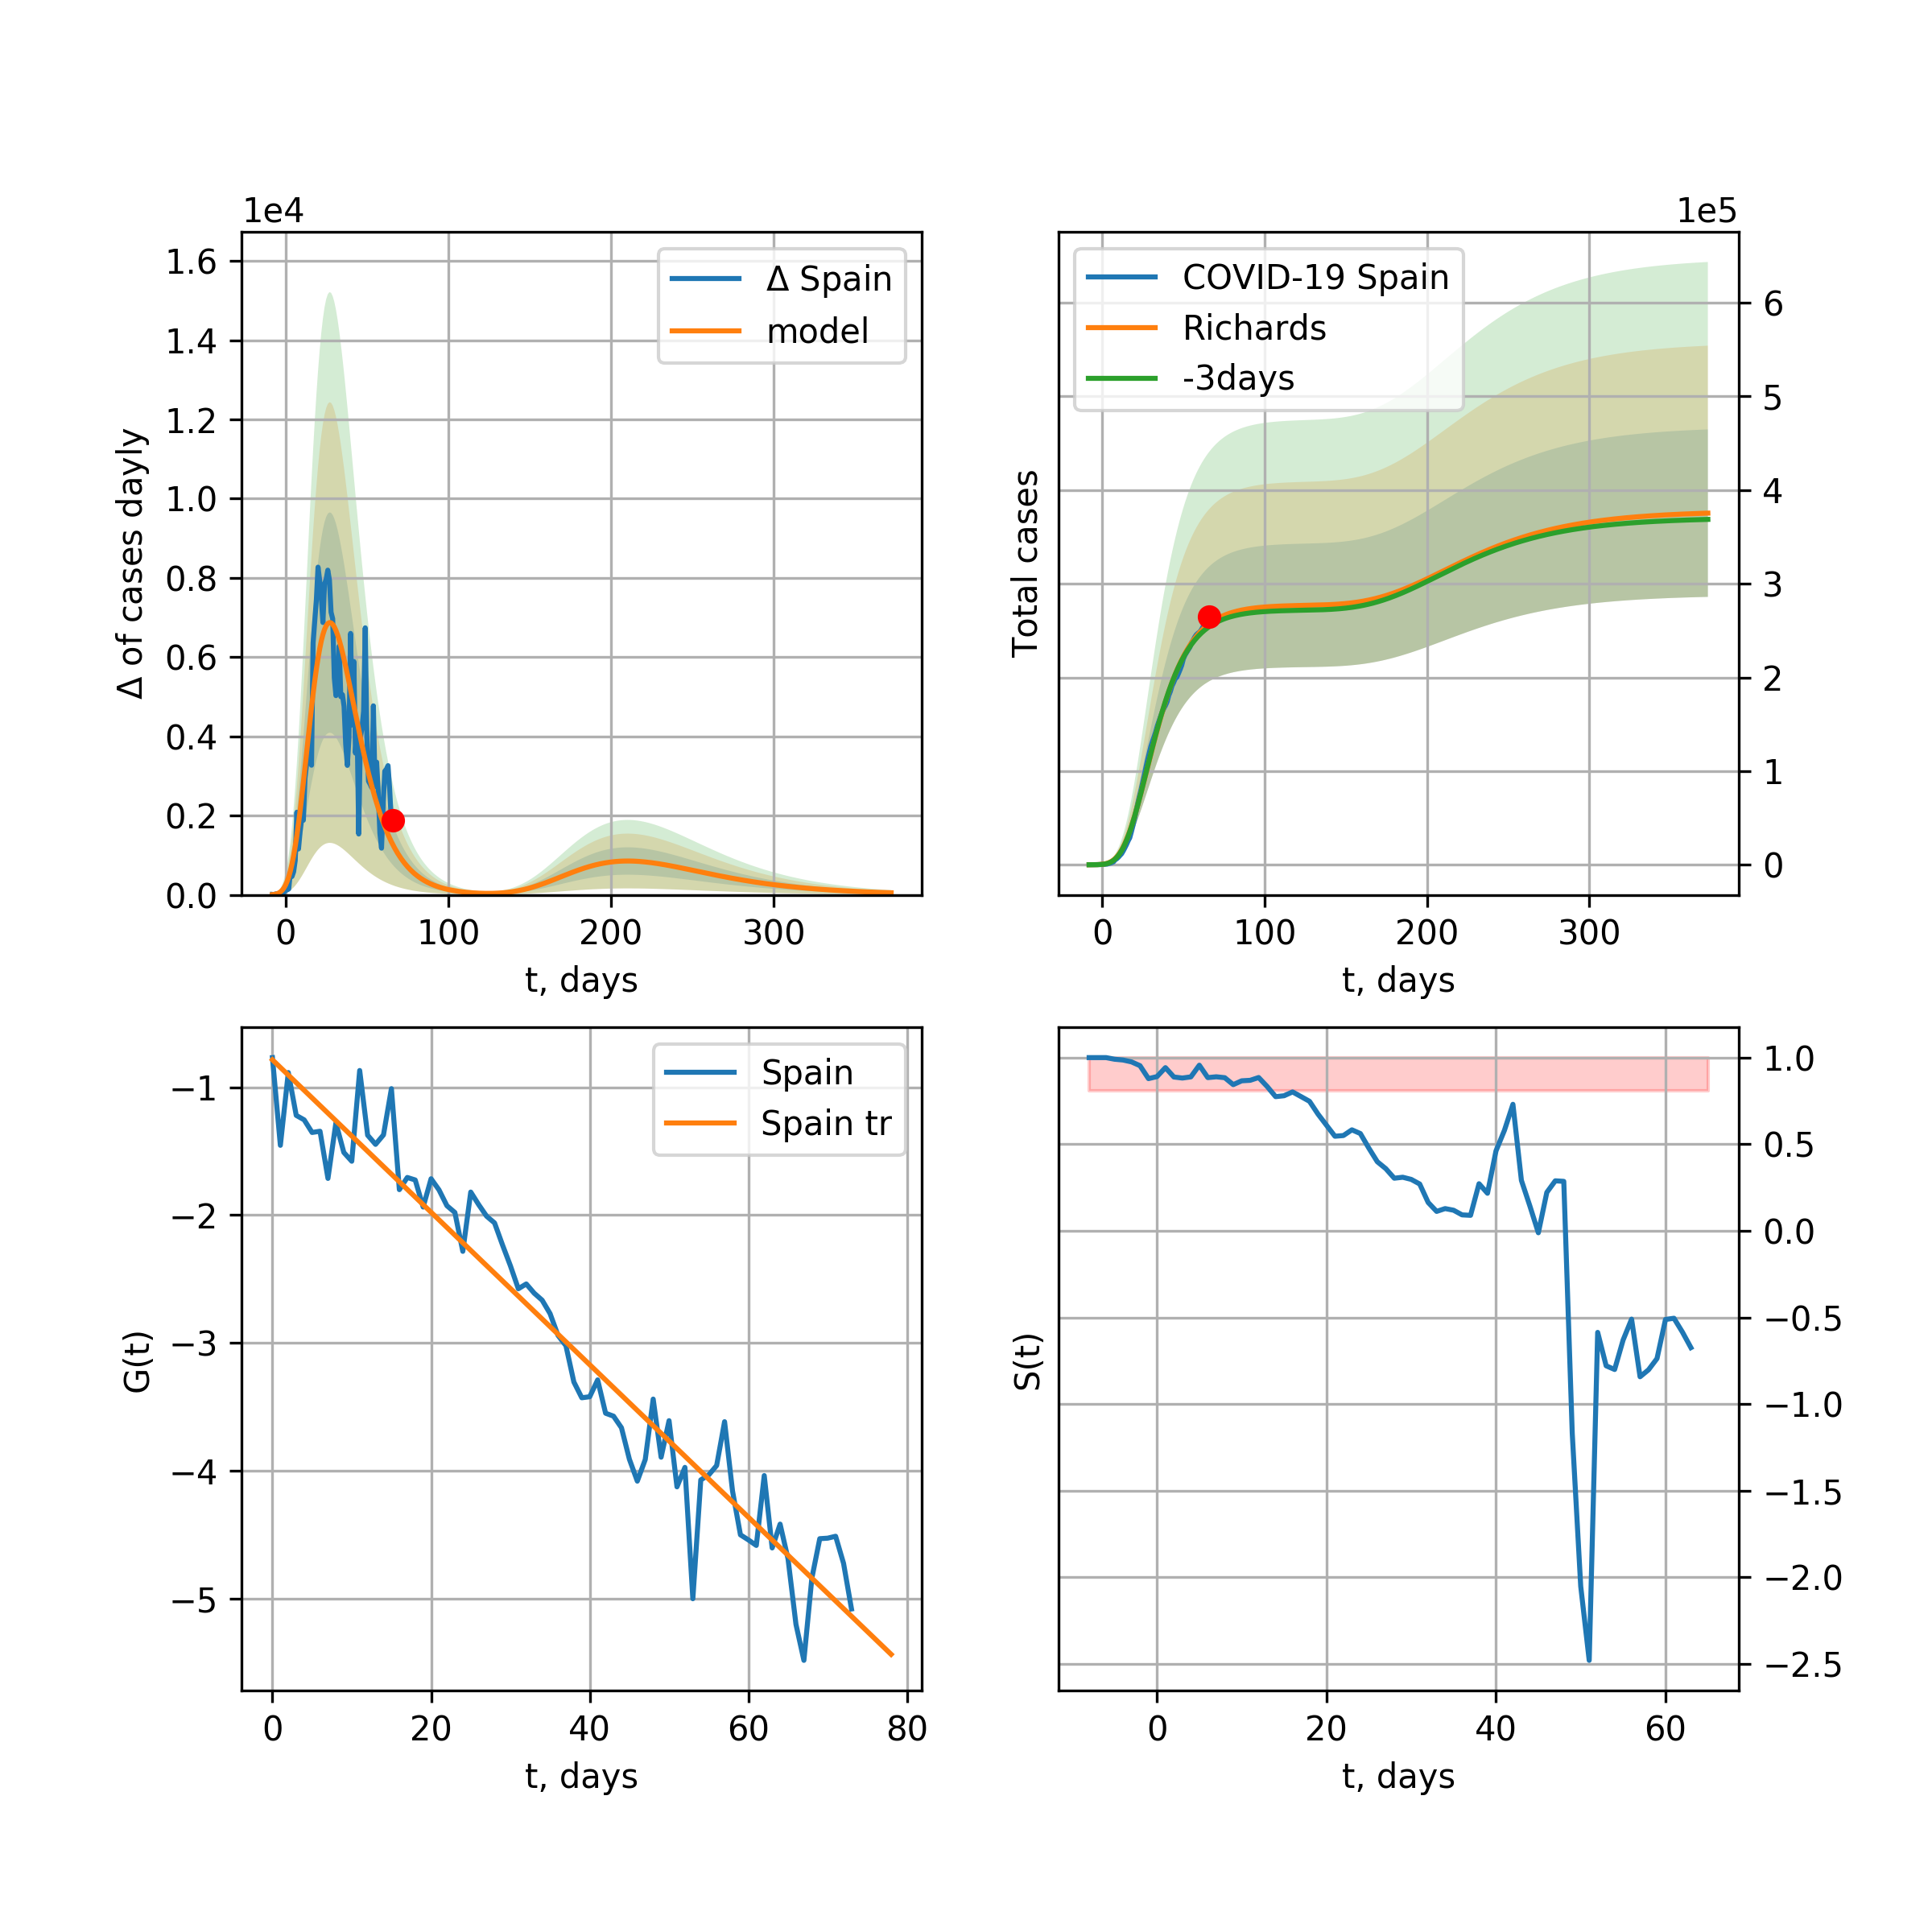 1e4
Δ of cases dayly
1.6
1.4
1.2
1.0
0.8
0.6
0.4
0.2
0.0
Δ Spain
model
0 100 200 300
t, days
1e5
Total cases
COVID-19 Spain
Richards
-3days
6
5
4
3
2
1
0
0 100 200 300
t, days
G(t)
−1
−2
−3
−4
−5
Spain
Spain tr
0 20 40 60 80
t, days
S(t)
1.0
0.5
0.0
−0.5
−1.0
−1.5
−2.0
−2.5
0 20 40 60
t, days